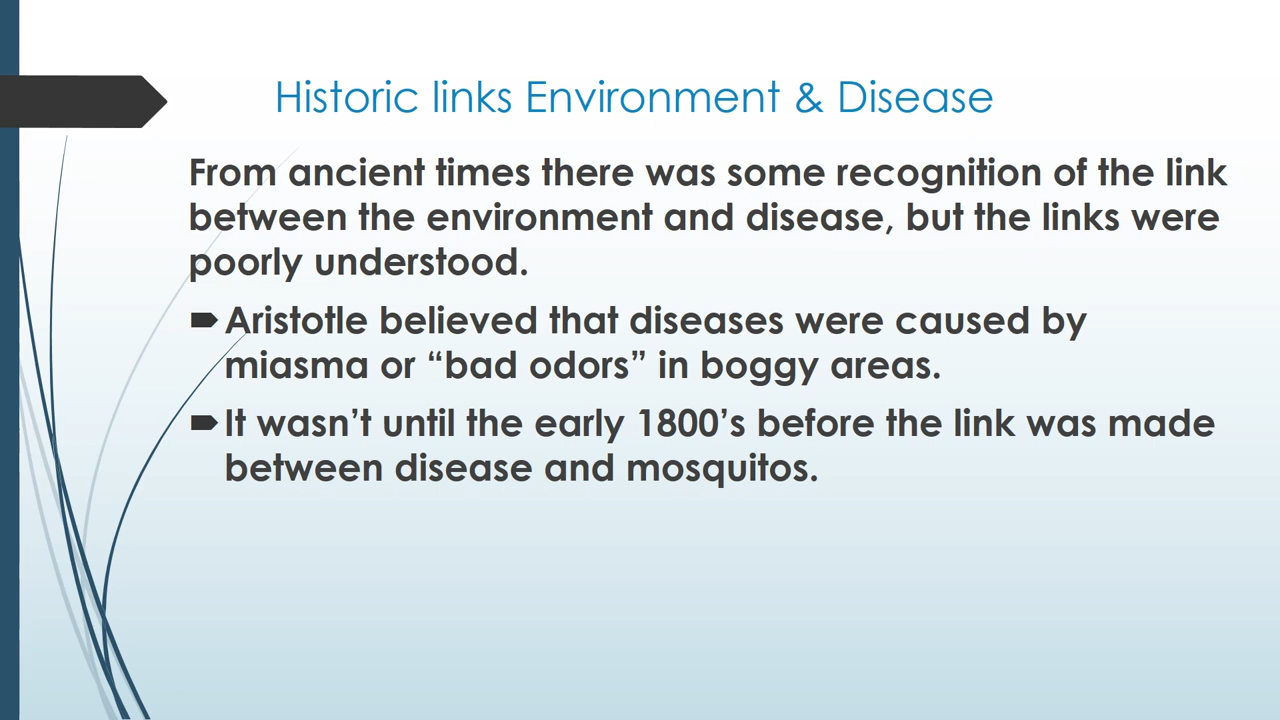 Historic links Environment & Disease
From ancient times there was some recognition of the link
between the environment and disease, but the links were
poorly understood.
Aristotle believed that diseases were caused by
miasma or “bad odors” in boggy areas.
It wasn’t until the early 1800’s before the link was made
between disease and mosquitos.